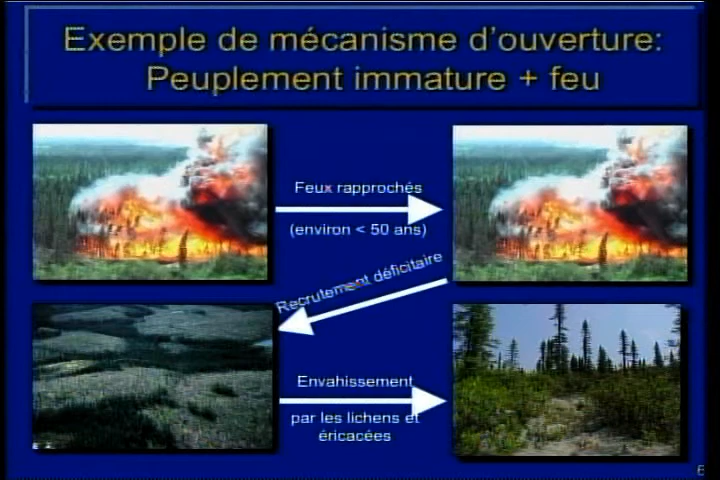 Exemple de mécanisme d'ouverture:
Peuplement immature + feu
Feux rapprochés
(environ < 50 ans)
Recrutement déficitaire
Envahissement
par les lichens et
éricacées